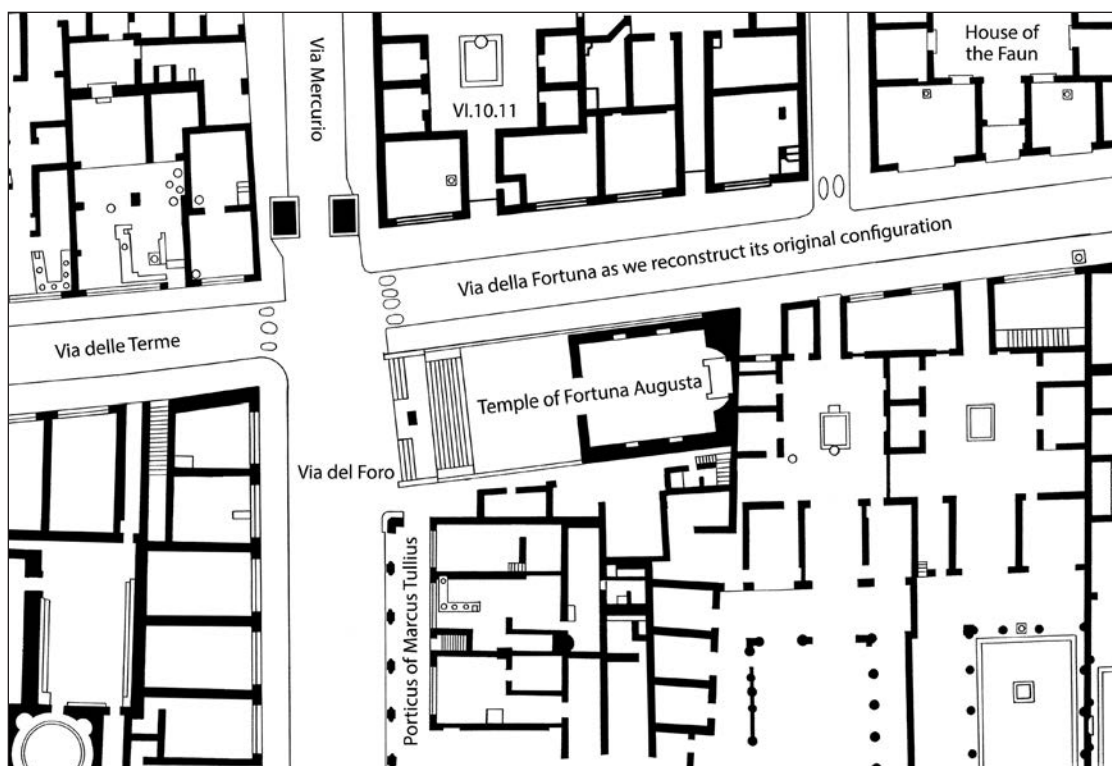 Via Mercurio
House of
the Faun
VI.10.11
Via della Fortuna as we reconstruct its original configuration
Via delle Terme
Temple of Fortuna Augusta
Via del Foro
Porticus of Marcus Tullius